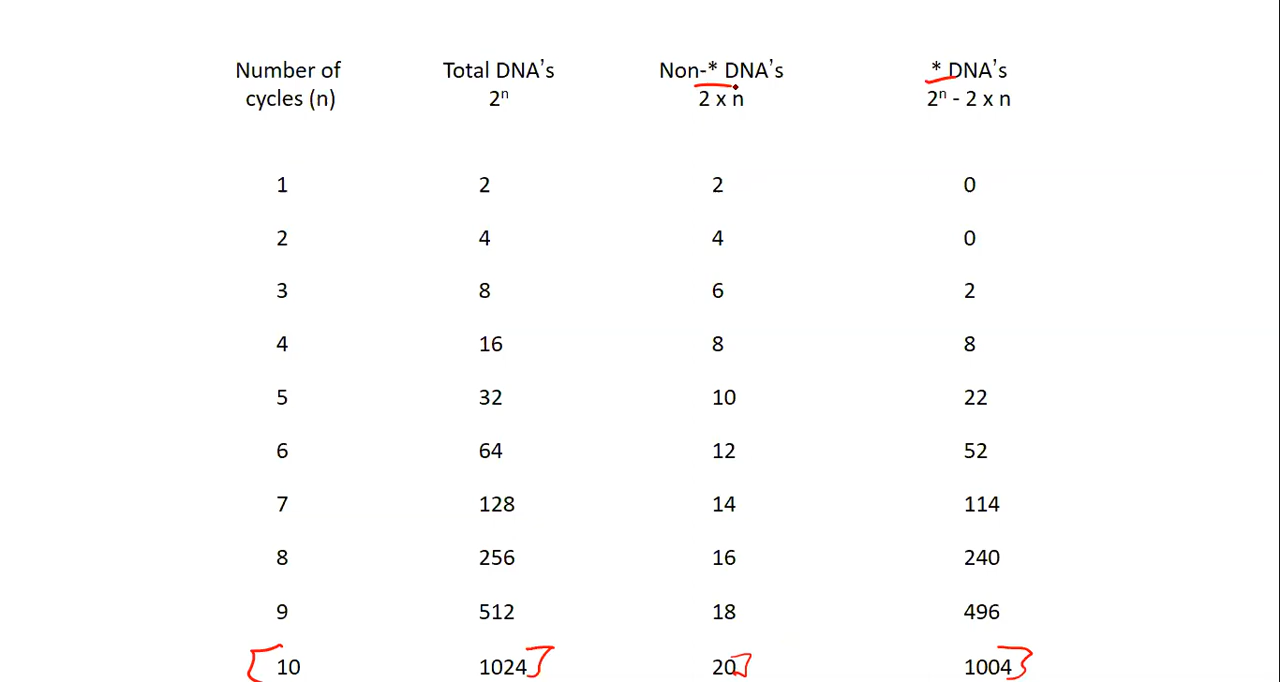 Number of cycles (n) Total DNA’s 2ⁿ Non-* DNA’s 2 x n * DNA’s 2ⁿ - 2 x n
1 2 2 0
2 4 4 0
3 8 6 2
4 16 8 8
5 32 10 22
6 64 12 52
7 128 14 114
8 256 16 240
9 512 18 496
10 1024 20 1004